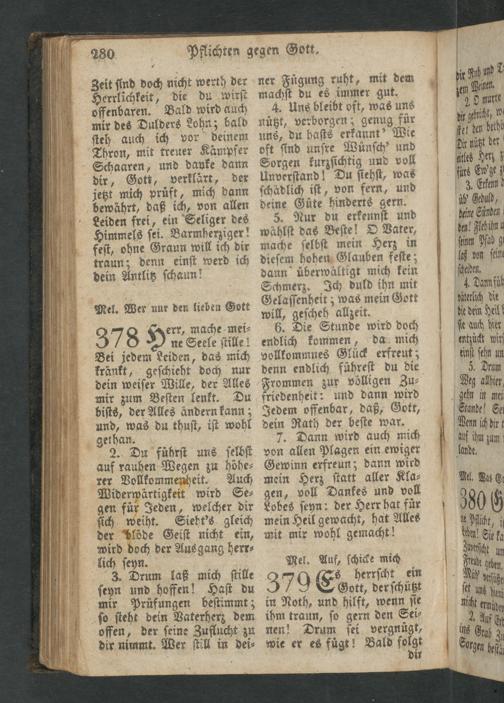 280 Pflichten gegen Gott.
Zeit sind doch nicht werth der
Herrlichkeit, die du wirst
offenbaren. Bald wird auch
mir des Dulders Lohn; bald
steh auch ich vor deinem
Thron, mit treuer Kämpfer
Schaaren, und danke dann
dir, Gott, verklärt, der
jetzt mich prüft, mich dann
bewährt, daß ich, von allen
Leiden frei, ein Seliger des
Himmels sei. Barmherziger!
fest, ohne Graun will ich dir
traun; denn einst werd ich
dein Antlitz schaun!
Mel. Wer nur den lieben Gott
378 Herr, mache mei-
ne Seele stille!
Bei jedem Leiden, das mich
kränkt, geschieht doch nur
dein weiser Wille, der Alles
mir zum Besten lenkt. Du
bists, der Alles ändern kann;
und, was du thust, ist wohl
gethan.
2. Du führst uns selbst
auf rauhen Wegen zu höhe-
rer Vollkommenheit. Auch
Widerwärtigkeit wird Se-
gen für Jeden, welcher dir
sich weiht. Sieht's gleich
der blöde Geist nicht ein,
wird doch der Ausgang herr-
lich seyn.
3. Drum laß mich stille
seyn und hoffen! Hast du
mir Prüfungen bestimmt;
so steht dein Vaterherz dem
offen, der seine Zuflucht zu
dir nimmt. Wer still in dei-
ner Fügung ruht, mit dem
machst du es immer gut.
4. Uns bleibt oft, was uns
nützt, verborgen; genug für
uns, du hasts erkannt! Wie
oft sind unsre Wünsch' und
Sorgen kurzsichtig und voll
Unverstand! Du siehst, was
schädlich ist, von fern, und
deine Güte hinderts gern.
5. Nur du erkennst und
wählst das Beste! O Vater,
mache selbst mein Herz in
diesem hohen Glauben feste;
dann überwältigt mich kein
Schmerz. Ich duld ihn mit
Gelassenheit; was mein Gott
will, gescheh allzeit.
6. Die Stunde wird doch
endlich kommen, da mich
vollkommnes Glück erfreut;
denn endlich führest du die
Frommen zur völligen Zu-
friedenheit: und dann wird
Jedem offenbar, daß, Gott,
dein Rath der beste war.
7. Dann wird auch mich
von allen Plagen ein ewiger
Gewinn erfreun; dann wird
mein Herz statt aller Kla-
gen, voll Dankes und voll
Lobes seyn: der Herr hat für
mein Heil gewacht, hat Alles
mit mir wohl gemacht!
Mel. Auf, schicke mich
379 Es herrscht ein
Gott, der schützt
in Noth, und hilft, wenn sie
ihm traun, so gern den Sei-
nen! Drum sei vergnügt,
wie er es fügt! Bald folgt
dir